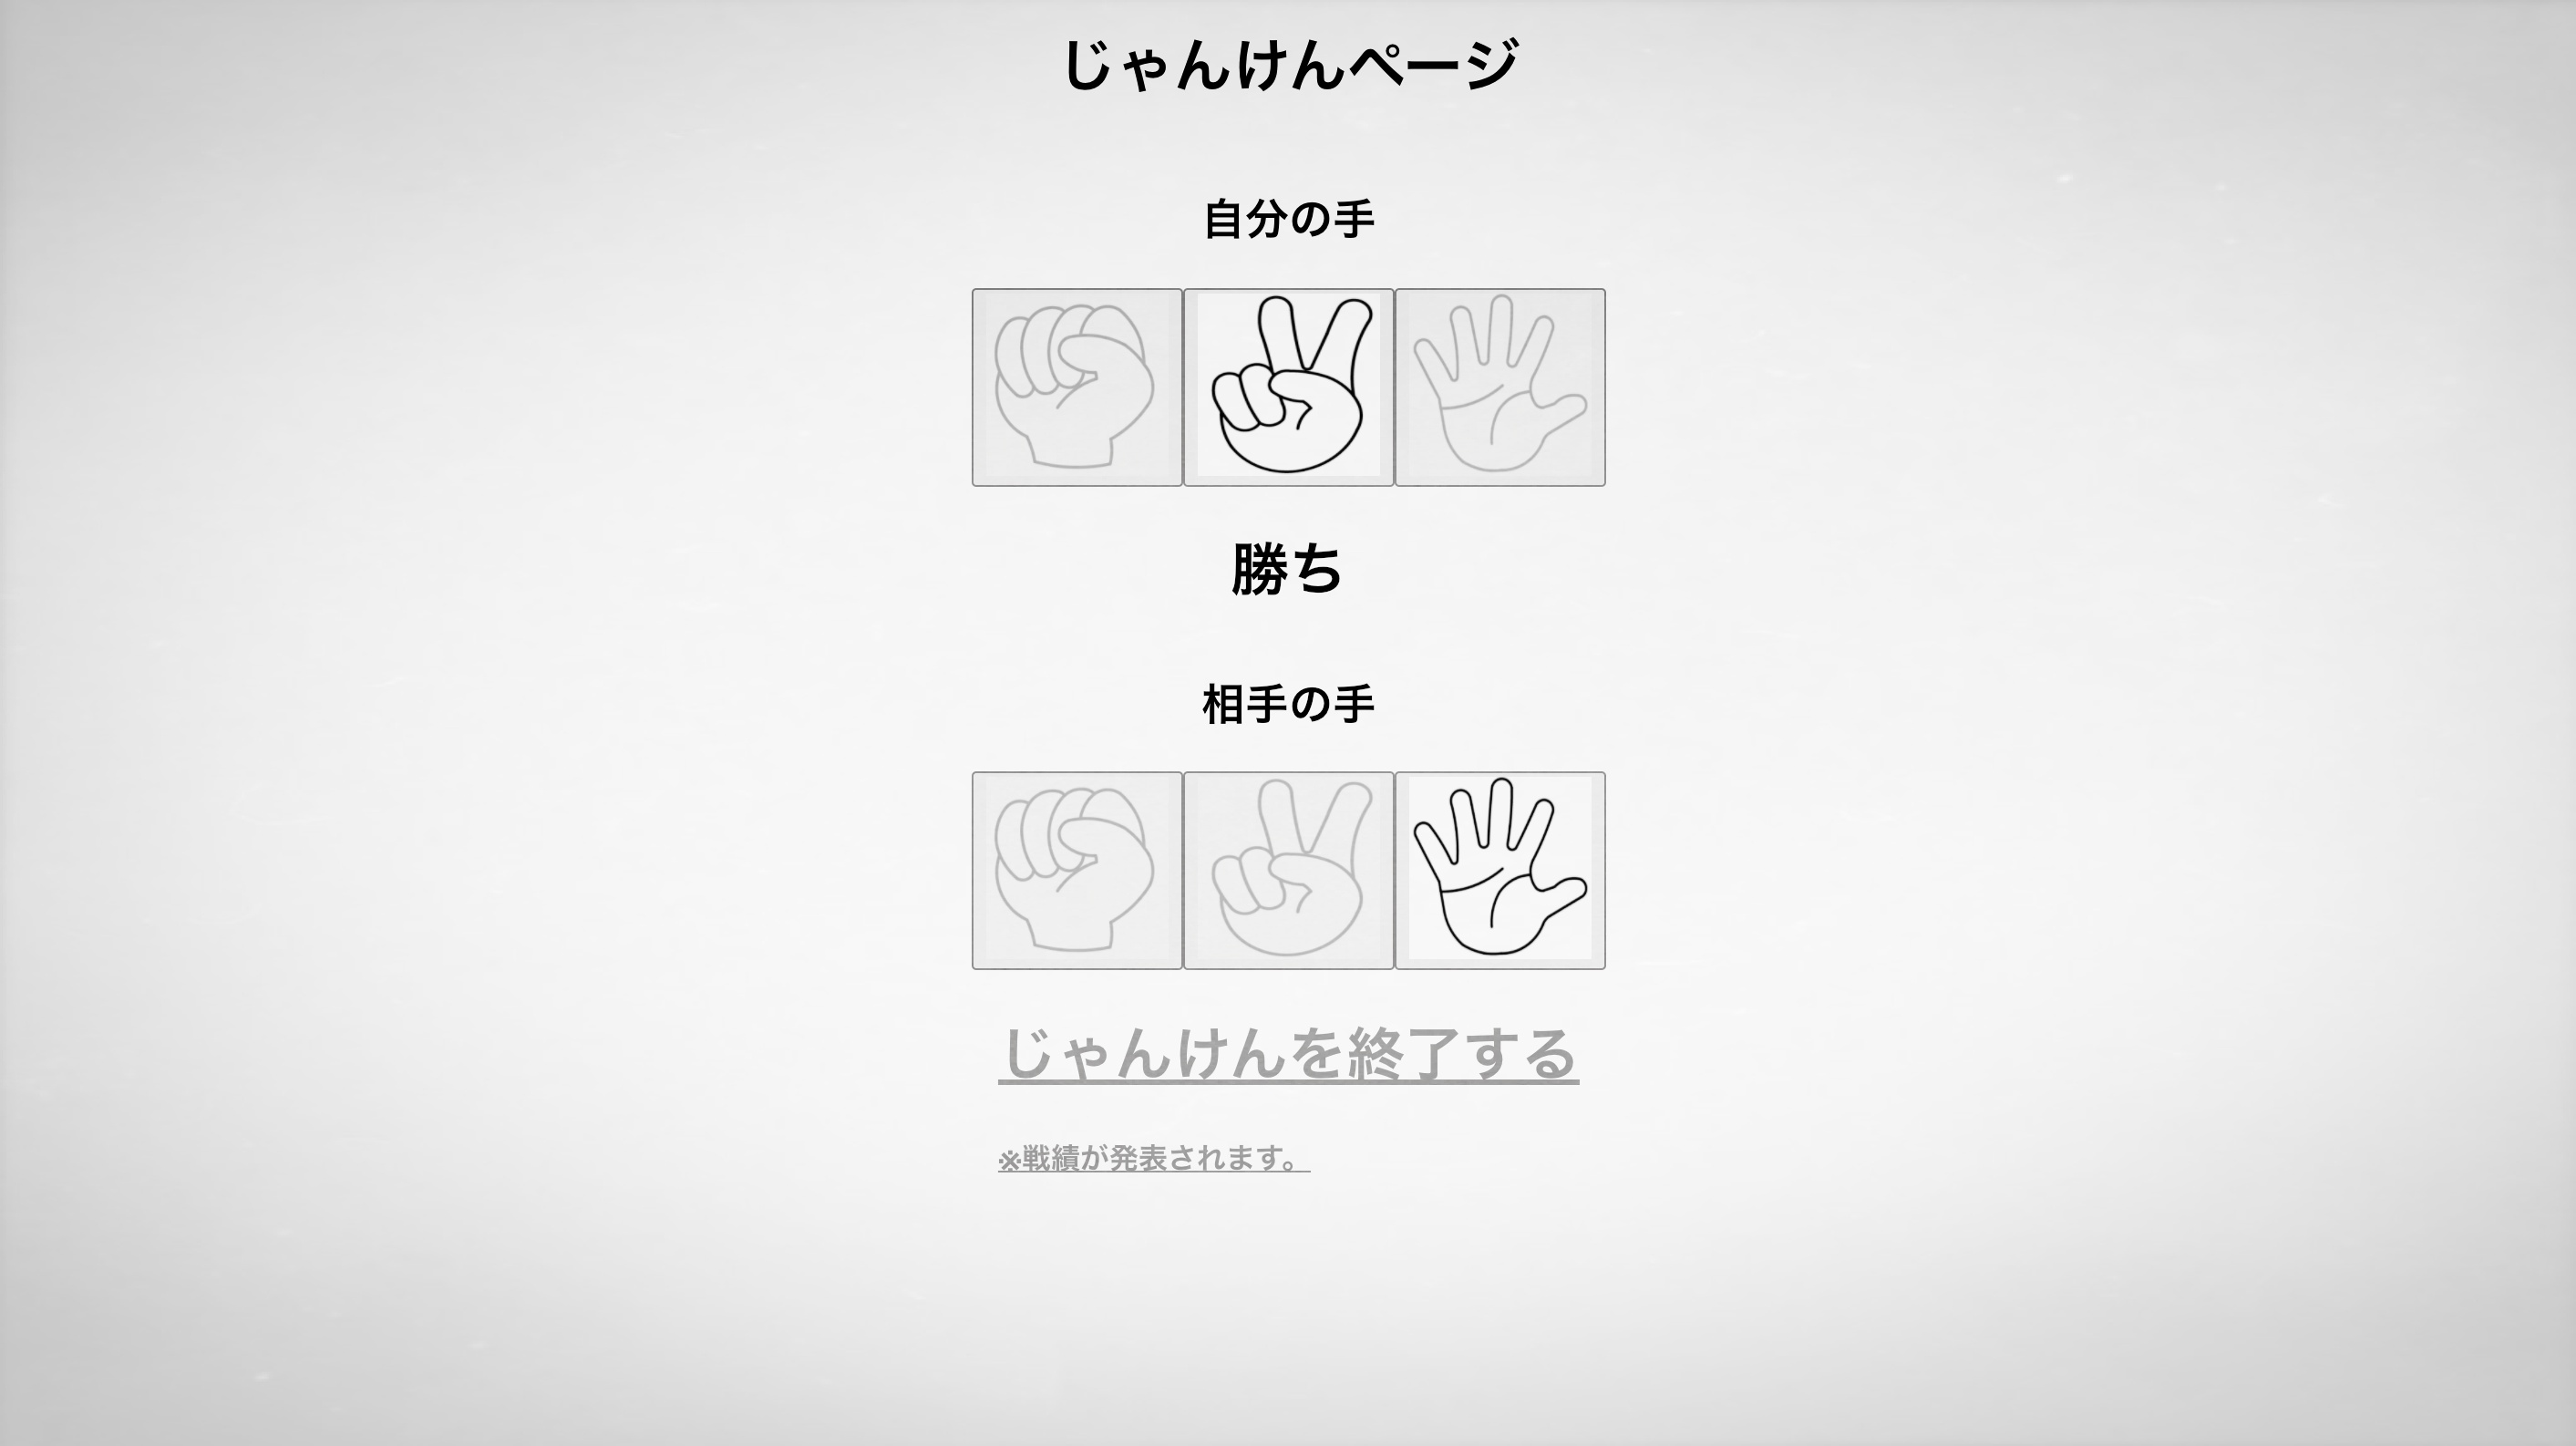 じゃんけんページ
自分の手
勝ち
相手の手
じゃんけんを終了する
※戦績が発表されます。